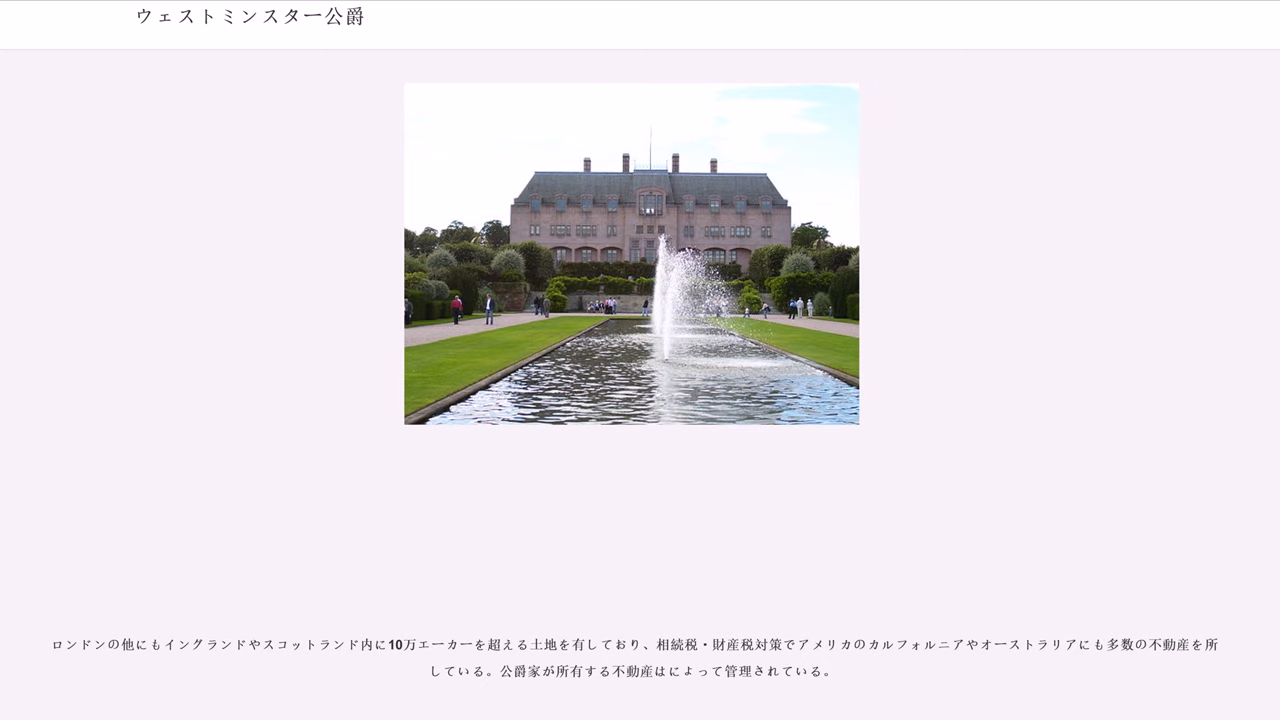 ウェストミンスター公爵
ロンドンの他にもイングランドやスコットランド内に10万エーカーを超える土地を有しており、相続税・財産税対策でアメリカのカルフォルニアやオーストラリアにも多数の不動産を所
している。公爵家が所有する不動産はによって管理されている。